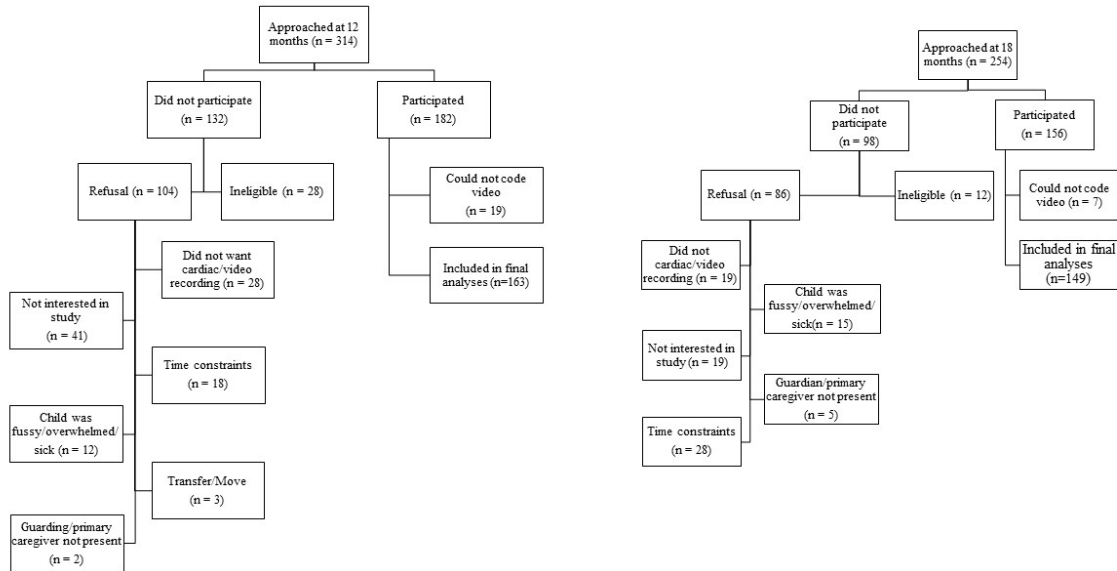 Approached at 12
months (n = 314)
Did not participate
(n = 132)
Participated
(n = 182)
Refusal (n = 104)
Ineligible (n = 28)
Could not code
video
(n = 19)
Did not want
cardiac/video
recording (n = 28)
Included in final
analyses (n=163)
Not interested in
study
(n = 41)
Time constraints
(n = 18)
Child was
fussy/overwhelmed/
sick (n = 12)
Transfer/Move
(n = 3)
Guarding/primary
caregiver not present
(n = 2)
Approached at 18
months (n = 254)
Did not
participate
(n = 98)
Participated
(n = 156)
Refusal (n = 86)
Ineligible (n = 12)
Could not code
video (n = 7)
Did not
cardiac/video
recording (n = 19)
Included in final
analyses
(n=149)
Child was
fussy/overwhelmed/
sick(n = 15)
Not interested in
study (n = 19)
Guardian/primary
caregiver not present
(n = 5)
Time constraints
(n = 28)